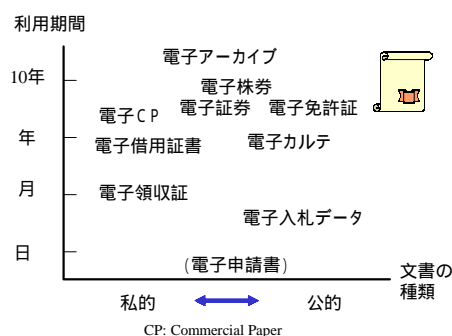 利用期間
電子アーカイブ
10年
電子株券
電子CP 電子証券 電子免許証
年
電子借用証書 電子カルテ
月
電子領収証
電子入札データ
日
(電子申請書)
文書の
種類
私的 公的
CP: Commercial Paper